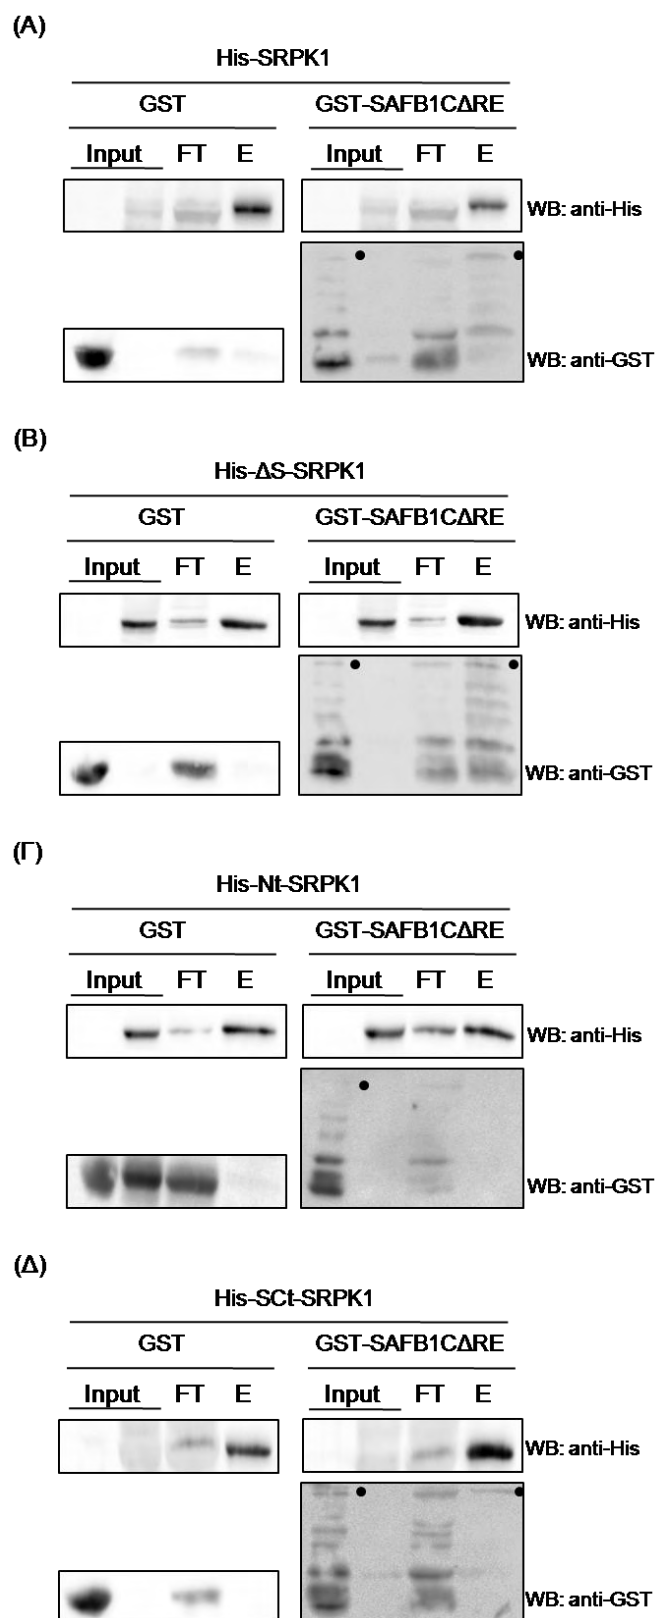 (A)
His-SRPK1
GST GST-SAFB1CΔRE
Input FT E Input FT E
WB: anti-His
WB: anti-GST
(B)
His-ΔS-SRPK1
GST GST-SAFB1CΔRE
Input FT E Input FT E
WB: anti-His
WB: anti-GST
(Γ)
His-Nt-SRPK1
GST GST-SAFB1CΔRE
Input FT E Input FT E
WB: anti-His
WB: anti-GST
(Δ)
His-SCt-SRPK1
GST GST-SAFB1CΔRE
Input FT E Input FT E
WB: anti-His
WB: anti-GST